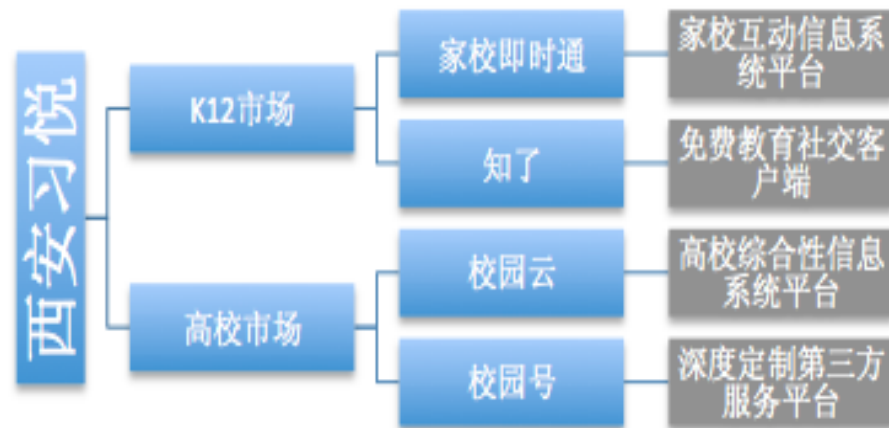 西安习悦
K12市场
家校即时通
家校互动信息系
统平台
知了
免费教育社交客
户端
高校市场
校园云
高校综合性信息
系统平台
校园号
深度定制第三方
服务平台